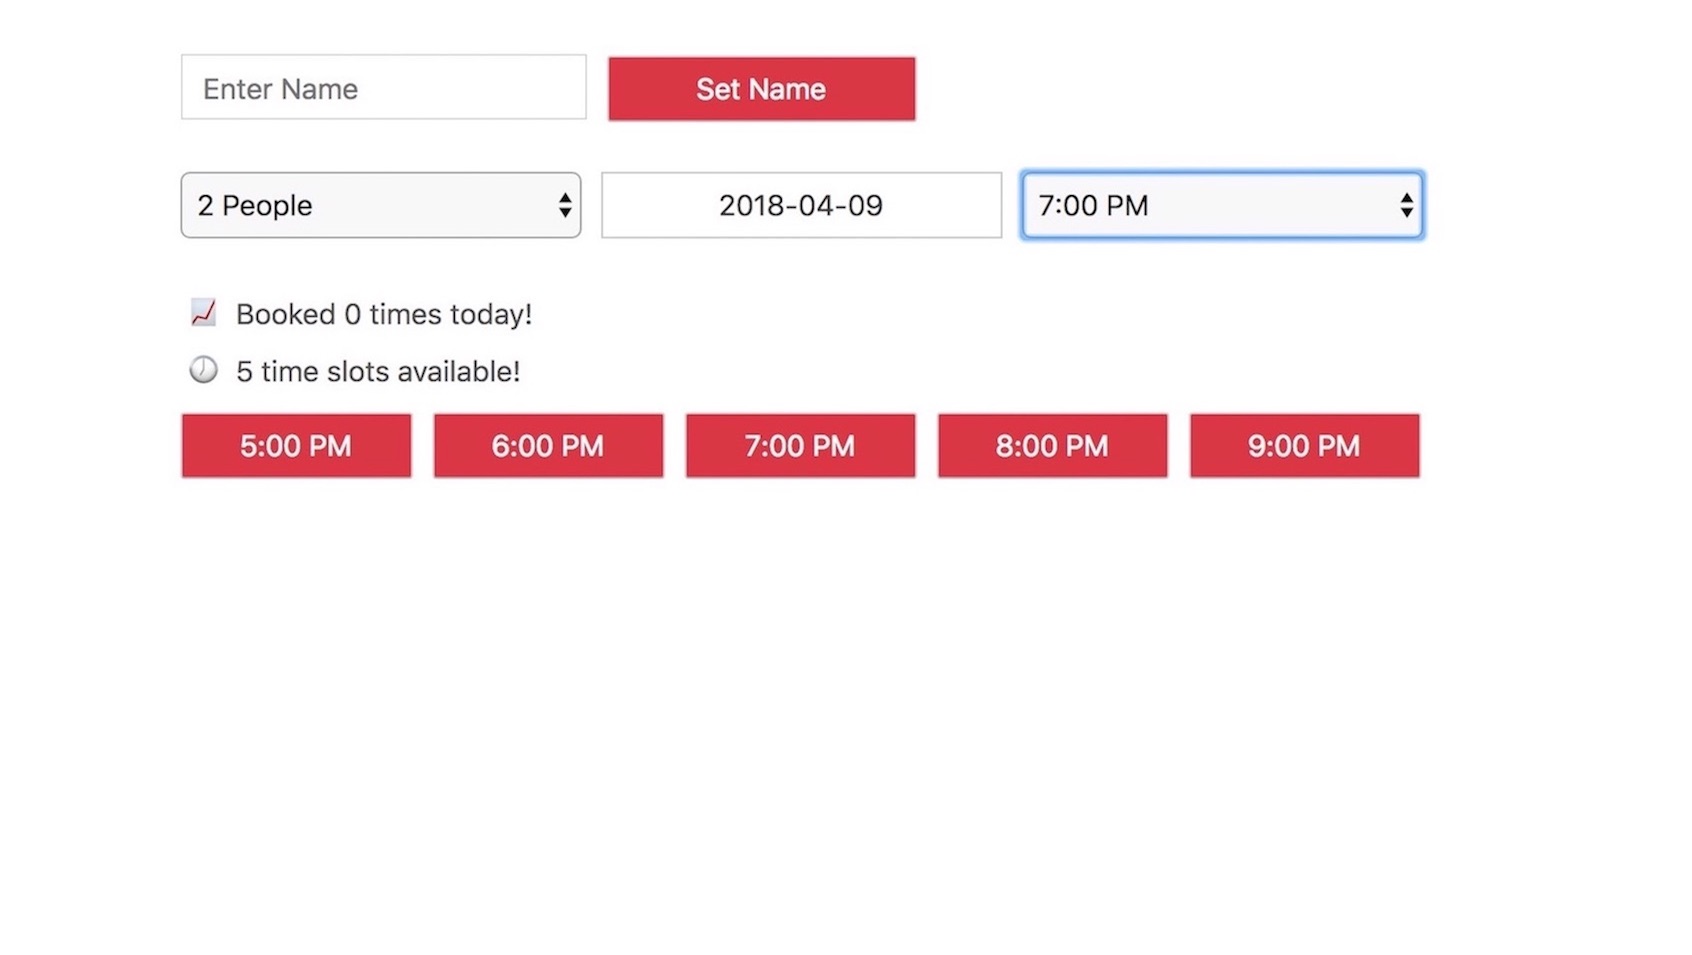 Enter Name Set Name
2 People 2018-04-09 7:00 PM
Booked 0 times today!
5 time slots available!
5:00 PM 6:00 PM 7:00 PM 8:00 PM 9:00 PM